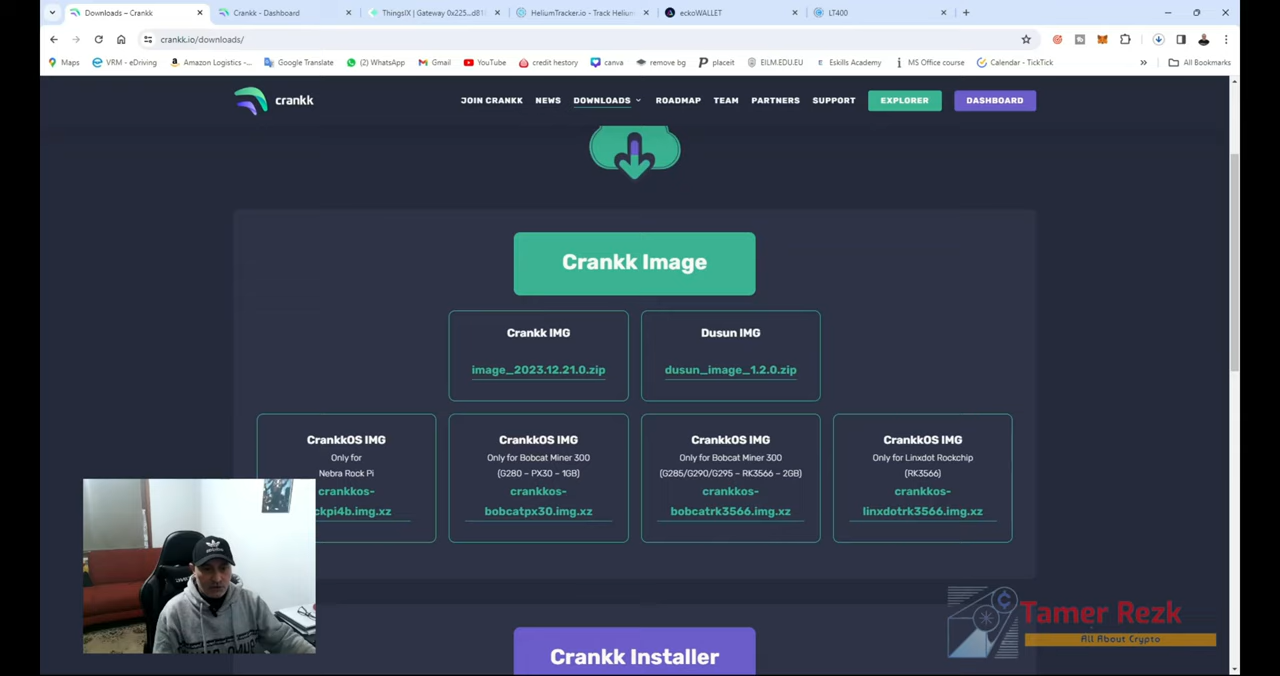 Downloads – Crankk
Crankk - Dashboard
ThingsIX | Gateway 0x225...d81
HeliumTracker.io - Track Helium
eckoWALLET
LT400
crankk.io/downloads/
Maps
VRM - eDriving
Amazon Logistics -...
Google Translate
(2) WhatsApp
Gmail
YouTube
credit hestory
canva
remove bg
placeit
EILM.EDU.EU
Eskills Academy
MS Office course
Calendar - TickTick
»
All Bookmarks
crankk
JOIN CRANKK
NEWS
DOWNLOADS
ROADMAP
TEAM
PARTNERS
SUPPORT
EXPLORER
DASHBOARD
Crankk Image
Crankk IMG
image_2023.12.21.0.zip
Dusun IMG
dusun_image_1.2.0.zip
CrankkOS IMG
Only for
Nebra Rock Pi
crankkos-
ckpi4b.img.xz
CrankkOS IMG
Only for Bobcat Miner 300
(G280 – PX30 – 1GB)
crankkos-
bobcatpx30.img.xz
CrankkOS IMG
Only for Bobcat Miner 300
(G285/G290/G295 – RK3566 – 2GB)
crankkos-
bobcatrk3566.img.xz
CrankkOS IMG
Only for Linxdot Rockchip
(RK3566)
crankkos-
linxdotrk3566.img.xz
Crankk Installer
Tamer Rezk
All About Crypto